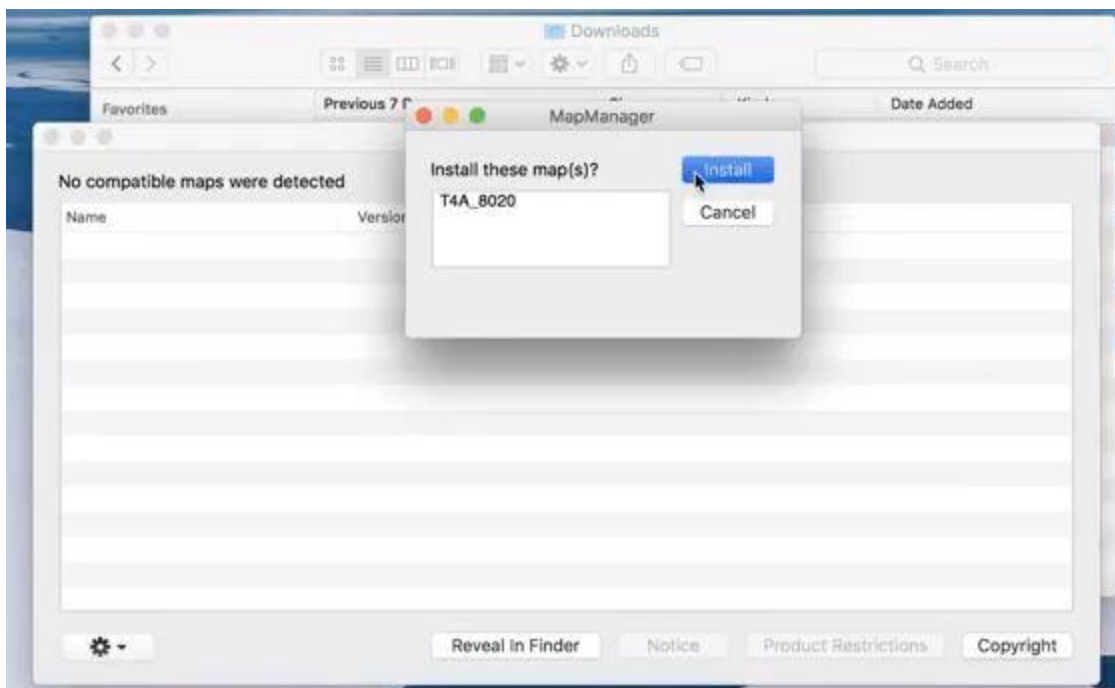 Downloads
Search
Favorites
Previous 7
Date Added
MapManager
Install these map(s)?
Install
T4A_8020
Cancel
No compatible maps were detected
Name
Version
Reveal In Finder
Notice
Product Restrictions
Copyright